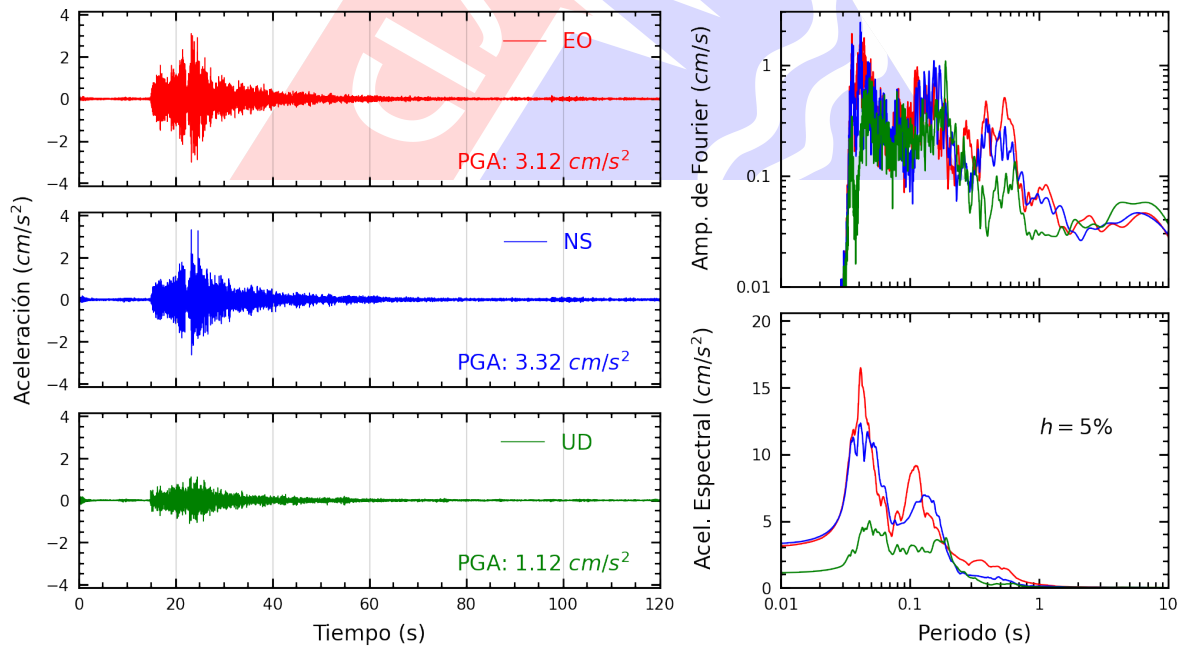 Aceleración (cm/s²)
4
2
0
−2
−4
EO
PGA: 3.12 cm/s²
4
2
0
−2
−4
NS
PGA: 3.32 cm/s²
4
2
0
−2
−4
UD
PGA: 1.12 cm/s²
0 20 40 60 80 100 120
Tiempo (s)
Amp. de Fourier (cm/s)
1
0.1
0.01
Acel. Espectral (cm/s²)
20
15
10
5
0
h = 5%
0.01 0.1 1 10
Periodo (s)